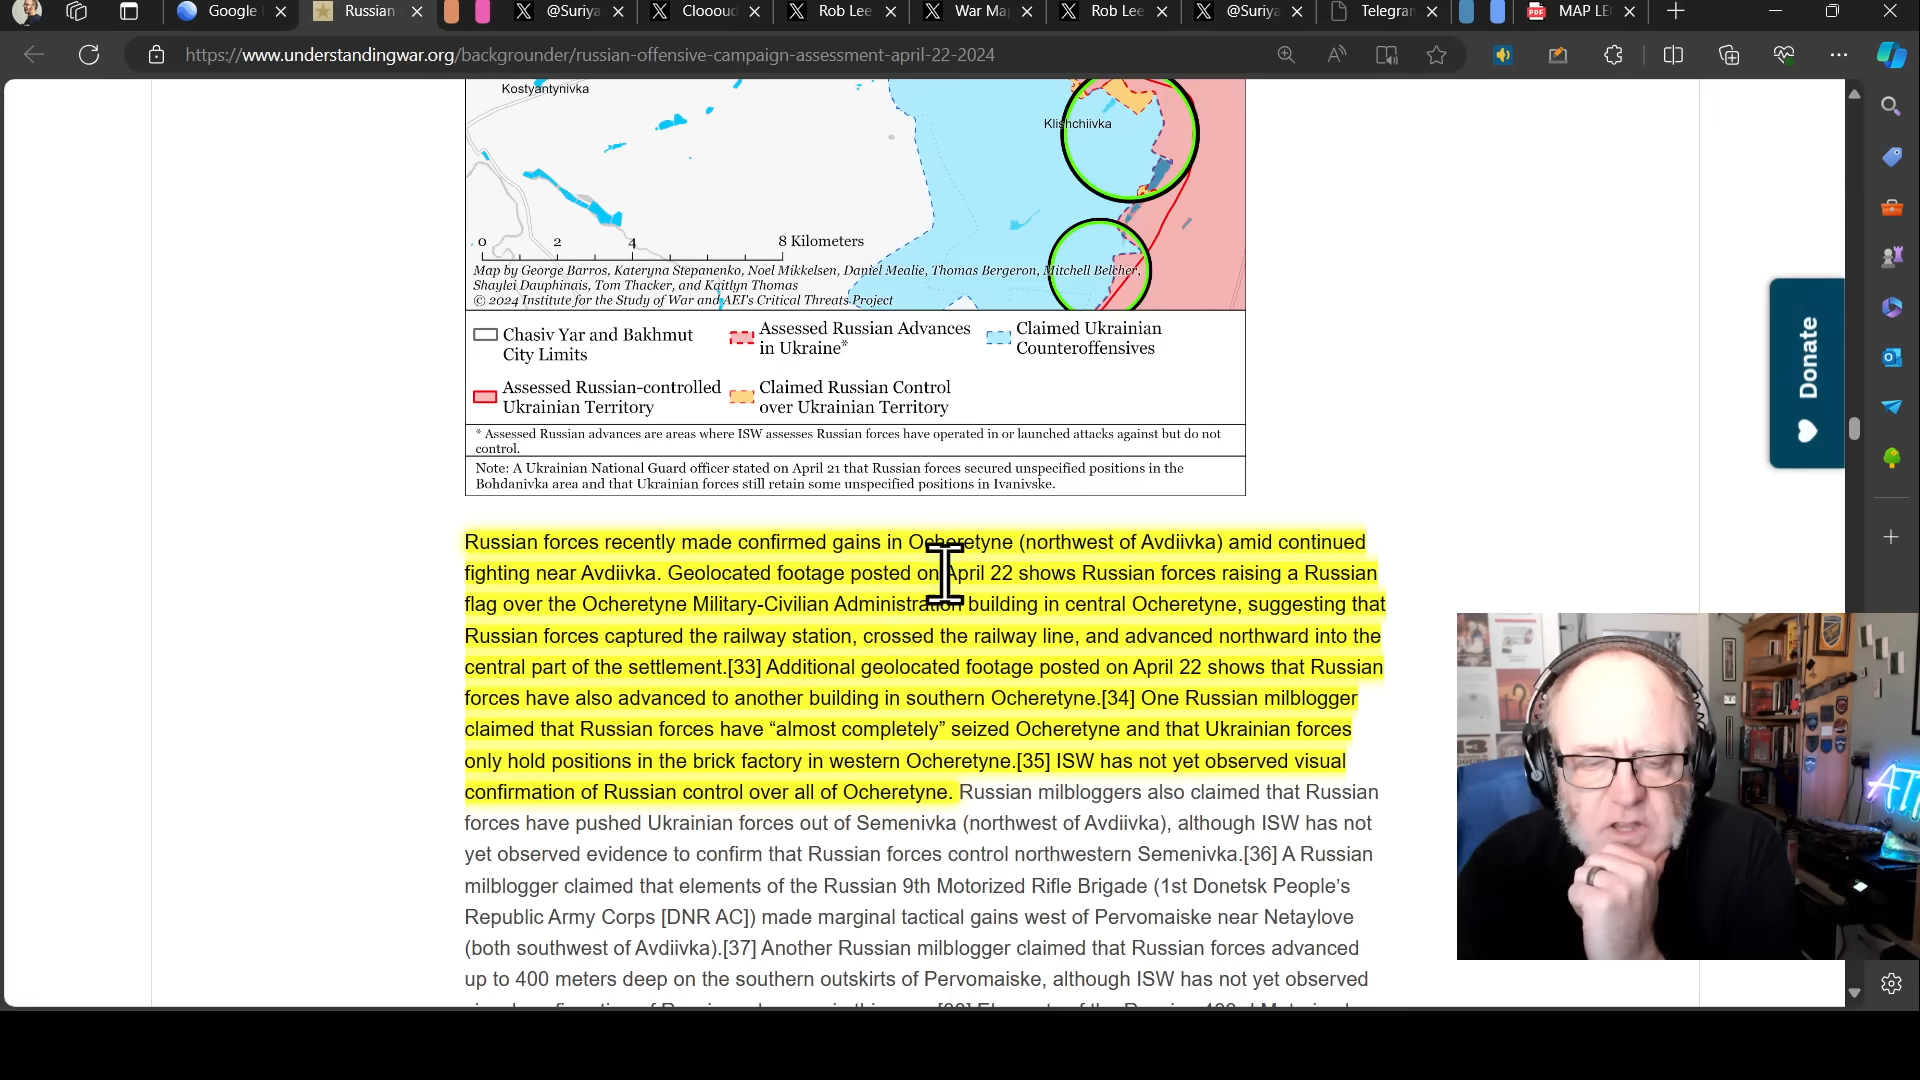 Google
Russian
@Suriya
Cloooud
Rob Lee
War Ma
Rob Lee
@Suriya
Telegram
MAP LE
https://www.understandingwar.org/backgrounder/russian-offensive-campaign-assessment-april-22-2024
Kostyantynivka
Klishchiivka
0 2 4 8 Kilometers
Map by George Barros, Kateryna Stepanenko, Noel Mikkelsen, Daniel Mealie, Thomas Bergeron, Mitchell Belcher,
Shaylei Dauphinais, Tom Thacker, and Kaitlyn Thomas
© 2024 Institute for the Study of War and AEI's Critical Threats Project
Chasiv Yar and Bakhmut
City Limits
Assessed Russian Advances
in Ukraine*
Claimed Ukrainian
Counteroffensives
Assessed Russian-controlled
Ukrainian Territory
Claimed Russian Control
over Ukrainian Territory
* Assessed Russian advances are areas where ISW assesses Russian forces have operated in or launched attacks against but do not
control.
Note: A Ukrainian National Guard officer stated on April 21 that Russian forces secured unspecified positions in the
Bohdanivka area and that Ukrainian forces still retain some unspecified positions in Ivanivske.
Donate
Russian forces recently made confirmed gains in Ocheretyne (northwest of Avdiivka) amid continued
fighting near Avdiivka. Geolocated footage posted on April 22 shows Russian forces raising a Russian
flag over the Ocheretyne Military-Civilian Administration building in central Ocheretyne, suggesting that
Russian forces captured the railway station, crossed the railway line, and advanced northward into the
central part of the settlement.[33] Additional geolocated footage posted on April 22 shows that Russian
forces have also advanced to another building in southern Ocheretyne.[34] One Russian milblogger
claimed that Russian forces have “almost completely” seized Ocheretyne and that Ukrainian forces
only hold positions in the brick factory in western Ocheretyne.[35] ISW has not yet observed visual
confirmation of Russian control over all of Ocheretyne. Russian milbloggers also claimed that Russian
forces have pushed Ukrainian forces out of Semenivka (northwest of Avdiivka), although ISW has not
yet observed evidence to confirm that Russian forces control northwestern Semenivka.[36] A Russian
milblogger claimed that elements of the Russian 9th Motorized Rifle Brigade (1st Donetsk People’s
Republic Army Corps [DNR AC]) made marginal tactical gains west of Pervomaiske near Netaylove
(both southwest of Avdiivka).[37] Another Russian milblogger claimed that Russian forces advanced
up to 400 meters deep on the southern outskirts of Pervomaiske, although ISW has not yet observed